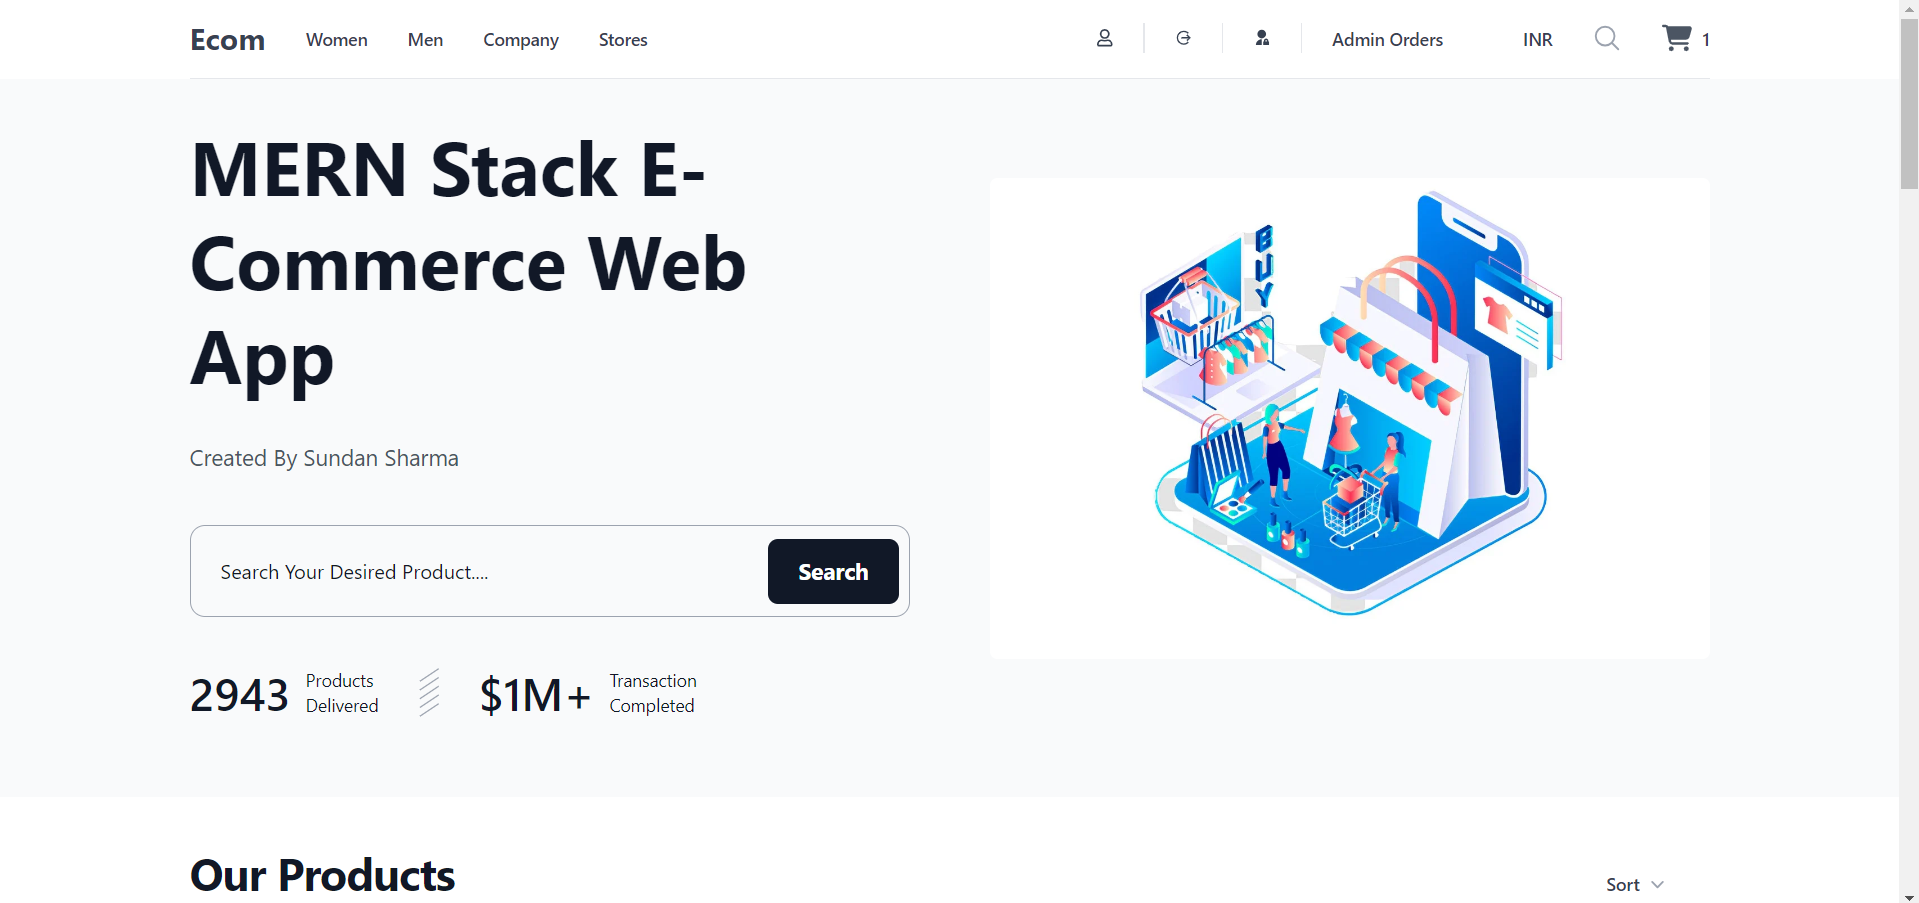 Ecom
Women
Men
Company
Stores
Admin Orders
INR
1
MERN Stack E-
Commerce Web
App
Created By Sundan Sharma
Search Your Desired Product....
Search
2943
Products
Delivered
$1M+
Transaction
Completed
BUY
Our Products
Sort